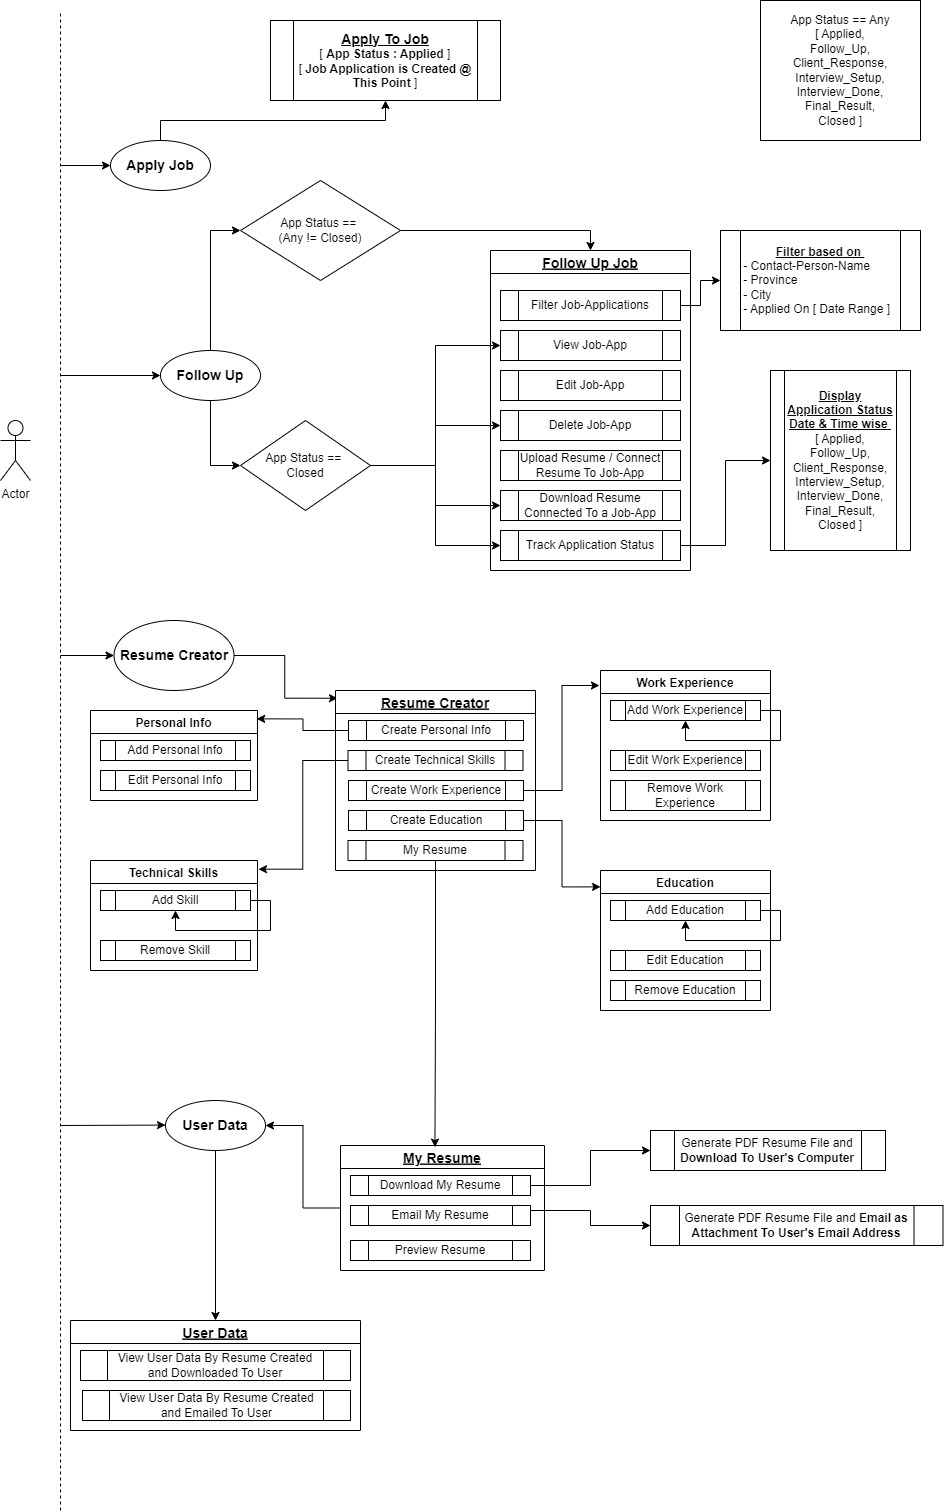 Apply To Job
[ App Status : Applied ]
[ Job Application is Created @
This Point ]
App Status == Any
[ Applied,
Follow_Up,
Client_Response,
Interview_Setup,
Interview_Done,
Final_Result,
Closed ]
Apply Job
App Status ==
(Any != Closed)
Follow Up Job
Filter Job-Applications
View Job-App
Edit Job-App
Delete Job-App
Upload Resume / Connect
Resume To Job-App
Download Resume
Connected To a Job-App
Track Application Status
Filter based on
- Contact-Person-Name
- Province
- City
- Applied On [ Date Range ]
Follow Up
Display
Application Status
Date & Time wise
[ Applied,
Follow_Up,
Client_Response,
Interview_Setup,
Interview_Done,
Final_Result,
Closed ]
App Status ==
Closed
Actor
Resume Creator
Resume Creator
Create Personal Info
Create Technical Skills
Create Work Experience
Create Education
My Resume
Personal Info
Add Personal Info
Edit Personal Info
Work Experience
Add Work Experience
Edit Work Experience
Remove Work
Experience
Technical Skills
Add Skill
Remove Skill
Education
Add Education
Edit Education
Remove Education
User Data
My Resume
Download My Resume
Email My Resume
Preview Resume
Generate PDF Resume File and
Download To User's Computer
Generate PDF Resume File and Email as
Attachment To User's Email Address
User Data
View User Data By Resume Created
and Downloaded To User
View User Data By Resume Created
and Emailed To User